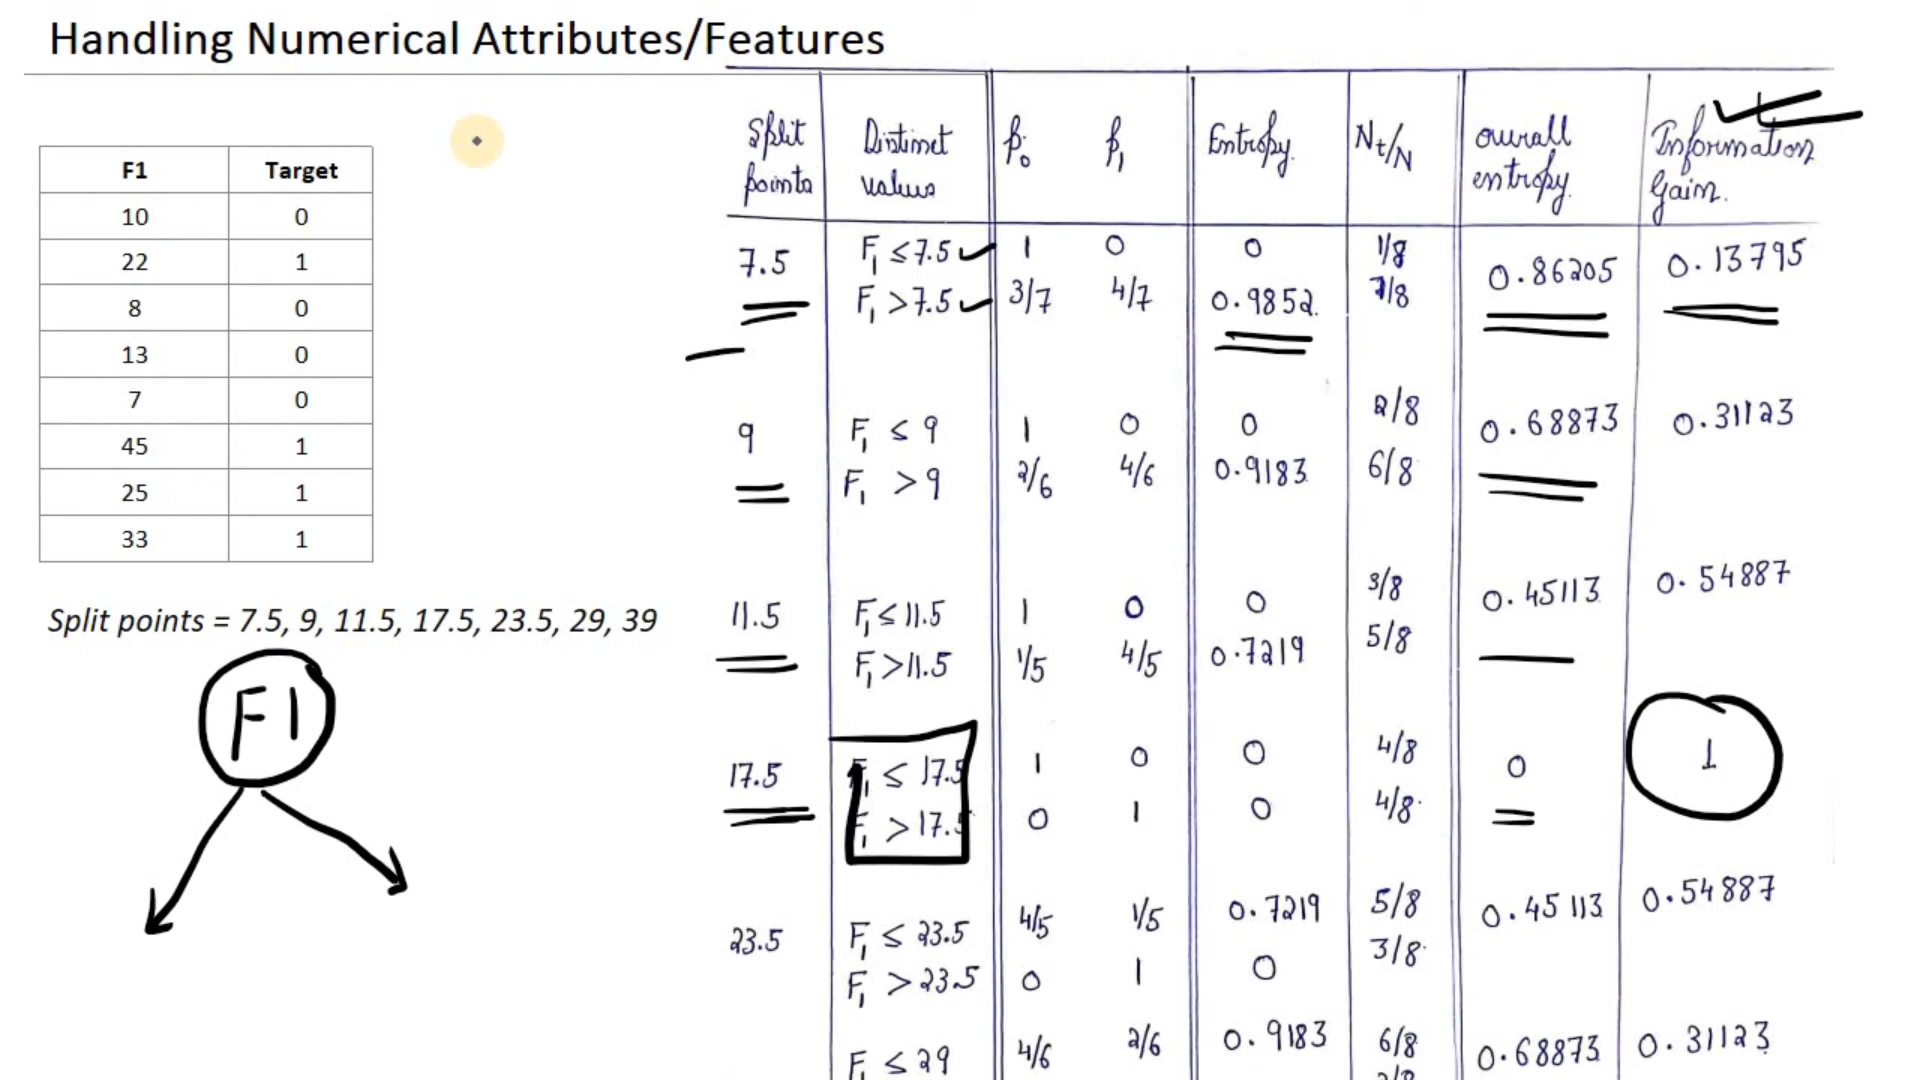 Handling Numerical Attributes/Features
F1 Target
10 0
22 1
8 0
13 0
7 0
45 1
25 1
33 1
Split points = 7.5, 9, 11.5, 17.5, 23.5, 29, 39
F1
Split points Distinct values p0 p1 Entropy. Nt/N overall entropy. Information Gain.
7.5 F1 ≤ 7.5 1 0 0 1/8 0.86205 0.13795
F1 > 7.5 3/7 4/7 0.9852. 7/8
9 F1 ≤ 9 1 0 0 2/8 0.68873 0.31123
F1 > 9 2/6 4/6 0.9183. 6/8
11.5 F1 ≤ 11.5 1 0 0 3/8 0.45113 0.54887
F1 > 11.5 1/5 4/5 0.7219 5/8
17.5 F1 ≤ 17.5 1 0 0 4/8 0 1
F1 > 17.5 0 1 0 4/8.
23.5 F1 ≤ 23.5 4/5 1/5 0.7219 5/8 0.45113 0.54887
F1 > 23.5 0 1 0 3/8.
F1 ≤ 29 4/6 2/6 0.9183 6/8 0.68873 0.31123